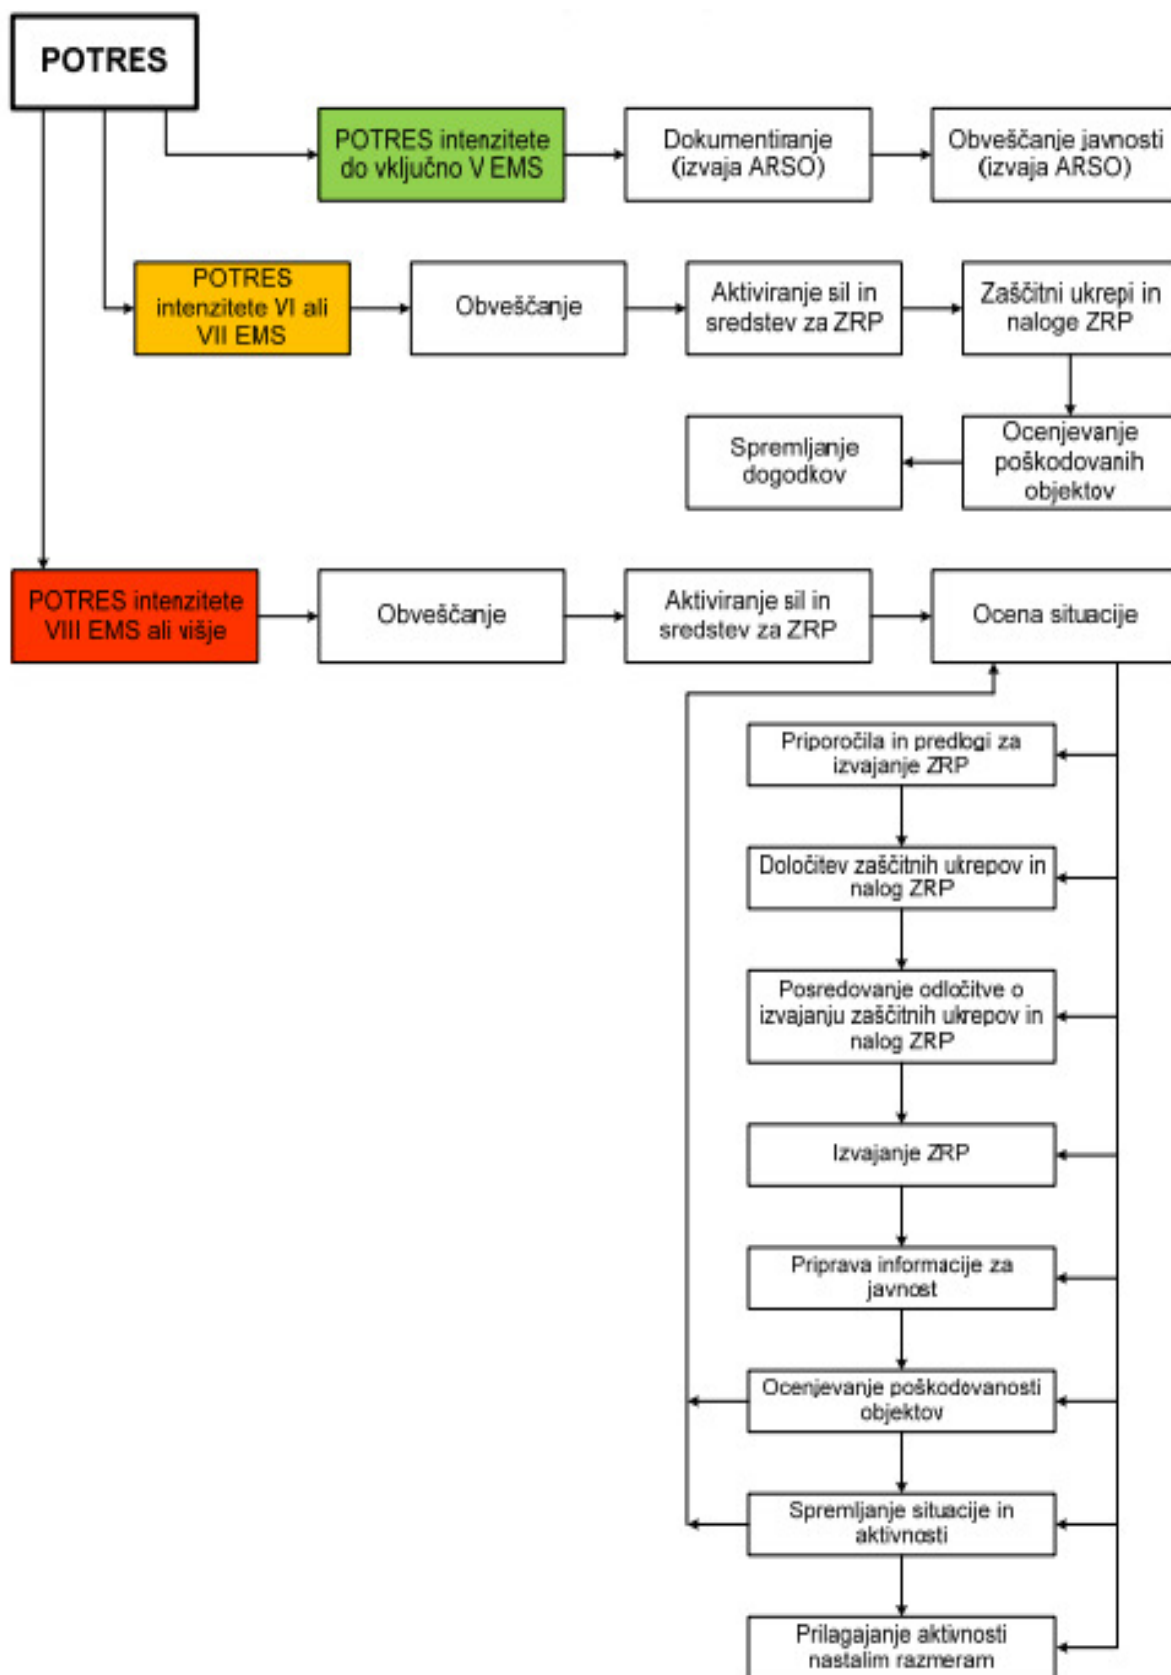 POTRES
POTRES intenzitete
do vključno V EMS
Dokumentiranje
(izvaja ARSO)
Obveščanje javnosti
(izvaja ARSO)
POTRES
intenzitete VI ali
VII EMS
Obveščanje
Aktiviranje sil in
sredstev za ZRP
Zaščitni ukrepi in
naloge ZRP
Ocenjevanje
poškodovanih
objektov
Spremljanje
dogodkov
POTRES intenzitete
VIII EMS ali višje
Obveščanje
Aktiviranje sil in
sredstev za ZRP
Ocena situacije
Priporočila in predlogi za
izvajanje ZRP
Določitev zaščitnih ukrepov in
nalog ZRP
Posredovanje odločitve o
izvajanju zaščitnih ukrepov in
nalog ZRP
Izvajanje ZRP
Priprava informacije za
javnost
Ocenjevanje poškodovanosti
objektov
Spremljanje situacije in
aktivnosti
Prilagajanje aktivnosti
nastalim razmeram